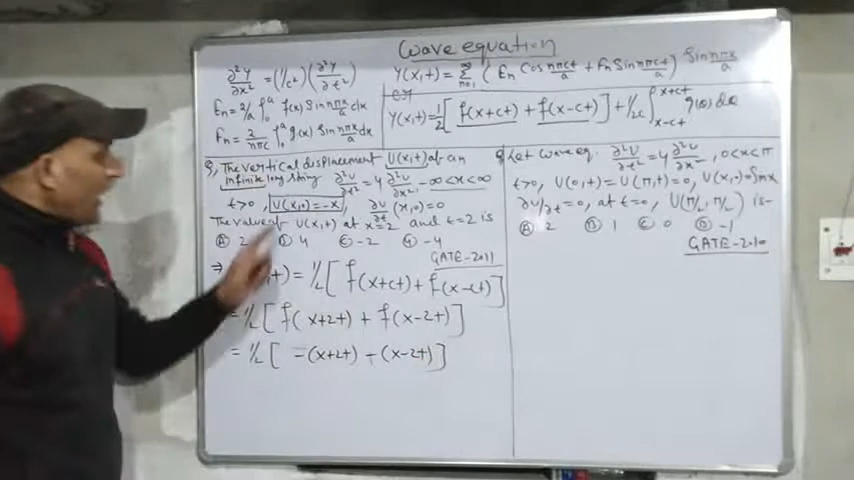 Wave equation
∂²y/∂x² = (1/c²)(∂²y/∂t²)
En = 2/a ∫₀ᵃ f(x) Sin nπx/a dx
Fn = 2/nπc ∫₀ᵃ g(x) Sin nπx/a dx
Y(x,t) = Σ n=1 ∞ (En Cos nπct/a + Fn Sin nπct/a) Sin nπx/a
OR
Y(x,t) = 1/2 [f(x+ct) + f(x-ct)] + 1/2c ∫ x-ct x+ct g(θ) dθ
Q, The vertical displacement U(x,t) of an
infinite long string ∂²U/∂t² = 4 ∂²U/∂x², -∞<x<∞
t>0, U(x,0) = -x, ∂U/∂t (x,0) = 0
The value of U(x,t) at x=2 and t=2 is
(A) 2 4 (C) -2 (D) -4
GATE-2011
⇒ ,t) = 1/2 [f(x+ct) + f(x-ct)]
= 1/2 [f(x+2t) + f(x-2t)]
= 1/2 [-(x+2t) - (x-2t)]
Q Let wave eq. ∂²U/∂t² = 4 ∂²U/∂x², 0<x<π
t>0, U(0,t) = U(π,t) = 0, U(x,0) = Sin x
∂U/∂t = 0, at t=0, U(π/2, π/2) is-
(A) 2 (B) 1 (C) 0 (D) -1
GATE-2010